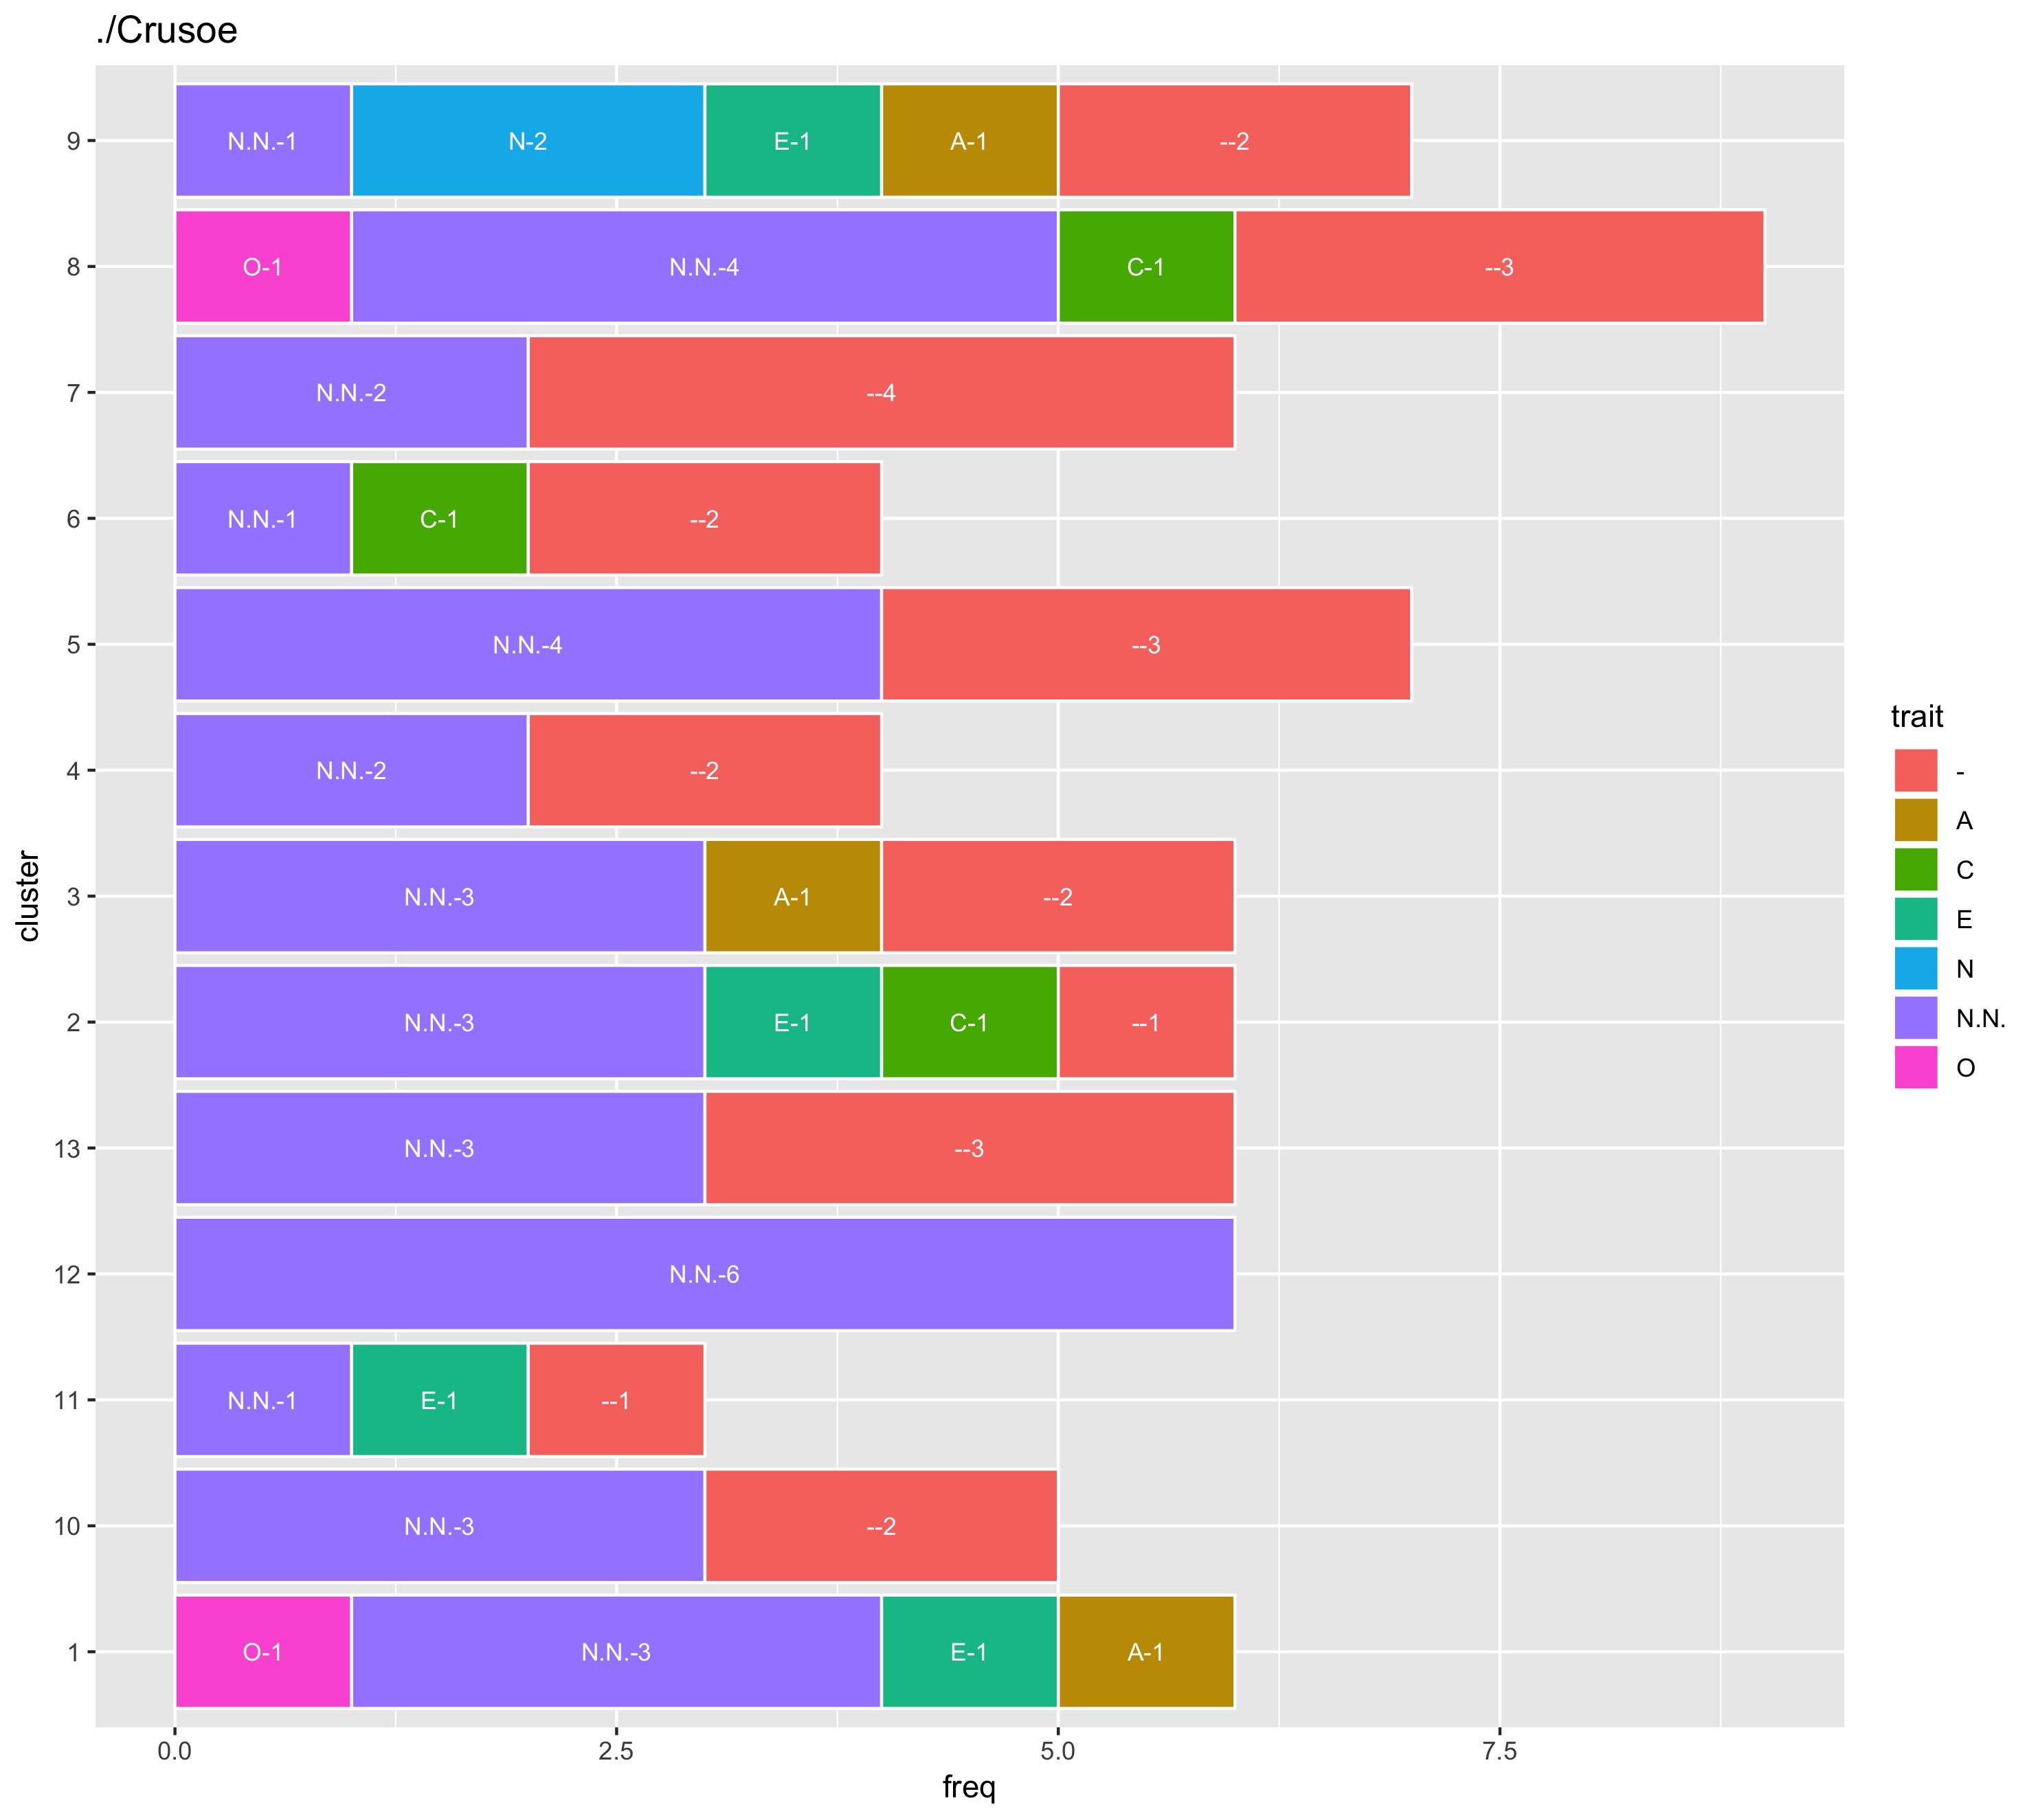 ./Crusoe
9 N.N.-1 N-2 E-1 A-1 --2
8 O-1 N.N.-4 C-1 --3
7 N.N.-2 --4
6 N.N.-1 C-1 --2
5 N.N.-4 --3
4 N.N.-2 --2
3 N.N.-3 A-1 --2
2 N.N.-3 E-1 C-1 --1
13 N.N.-3 --3
12 N.N.-6
11 N.N.-1 E-1 --1
10 N.N.-3 --2
1 O-1 N.N.-3 E-1 A-1
0.0 2.5 5.0 7.5
freq
cluster
trait
-
A
C
E
N
N.N.
O